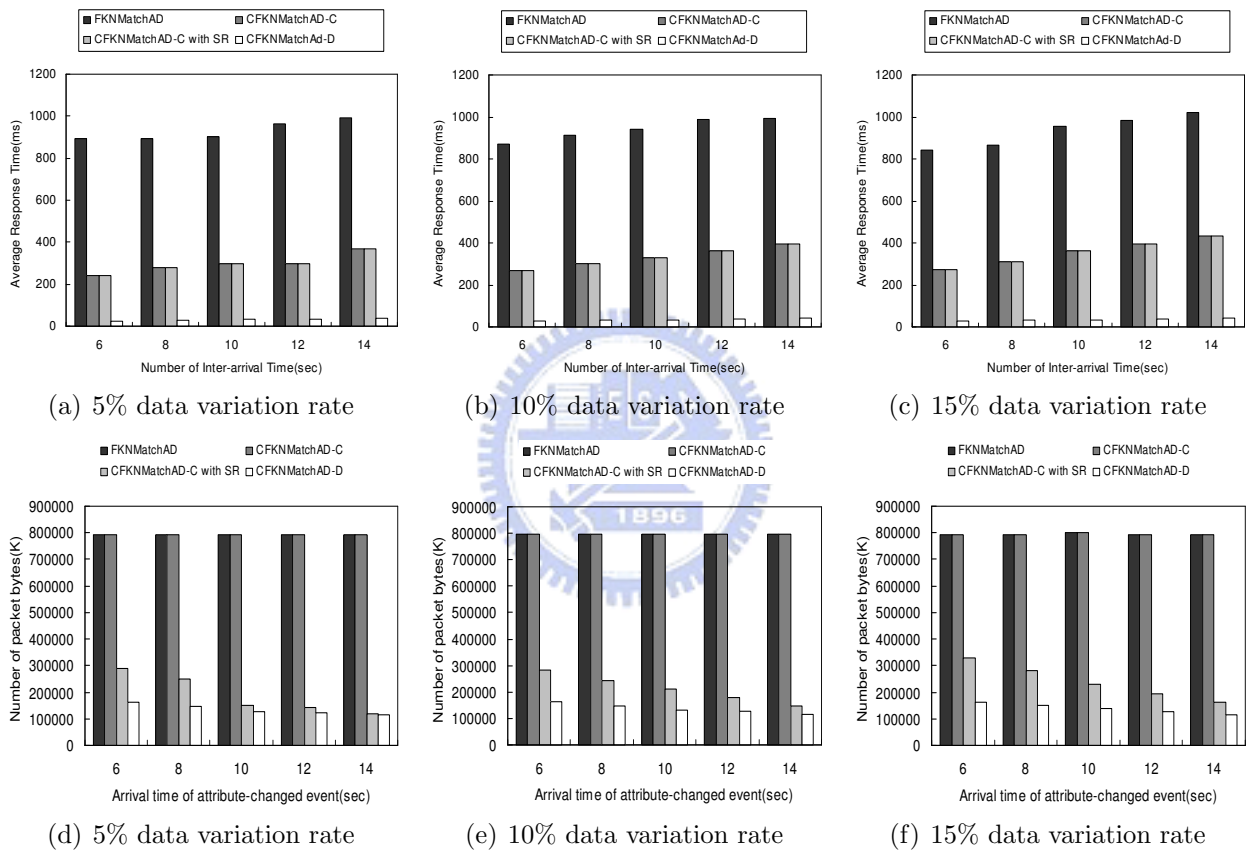 FKNMatchAD CFKNMatchAD-C
CFKNMatchAD-C with SR CFKNMatchAd-D
Average Response Time(ms)
1200
1000
800
600
400
200
0
6 8 10 12 14
Number of Inter-arrival Time(sec)
(a) 5% data variation rate
FKNMatchAD CFKNMatchAD-C
CFKNMatchAD-C with SR CFKNMatchAd-D
Average Response Time(ms)
1200
1000
800
600
400
200
0
6 8 10 12 14
Number of Inter-arrival Time(sec)
(b) 10% data variation rate
FKNMatchAD CFKNMatchAD-C
CFKNMatchAD-C with SR CFKNMatchAd-D
Average Response Time(ms)
1200
1000
800
600
400
200
0
6 8 10 12 14
Number of Inter-arrival Time(sec)
(c) 15% data variation rate
FKNMatchAD CFKNMatchAD-C
CFKNMatchAD-C with SR CFKNMatchAD-D
Number of packet bytes(K)
900000
800000
700000
600000
500000
400000
300000
200000
100000
0
6 8 10 12 14
Arrival time of attribute-changed event(sec)
(d) 5% data variation rate
FKNMatchAD CFKNMatchAD-C
CFKNMatchAD-C with SR CFKNMatchAD-D
Number of packet bytes(K)
900000
800000
700000
600000
500000
400000
300000
200000
100000
0
6 8 10 12 14
Arrival time of attribute-changed event(sec)
(e) 10% data variation rate
FKNMatchAD CFKNMatchAD-C
CFKNMatchAD-C with SR CFKNMatchAD-D
Number of packet bytes(K)
900000
800000
700000
600000
500000
400000
300000
200000
100000
0
6 8 10 12 14
Arrival time of attribute-changed event(sec)
(f) 15% data variation rate
1896